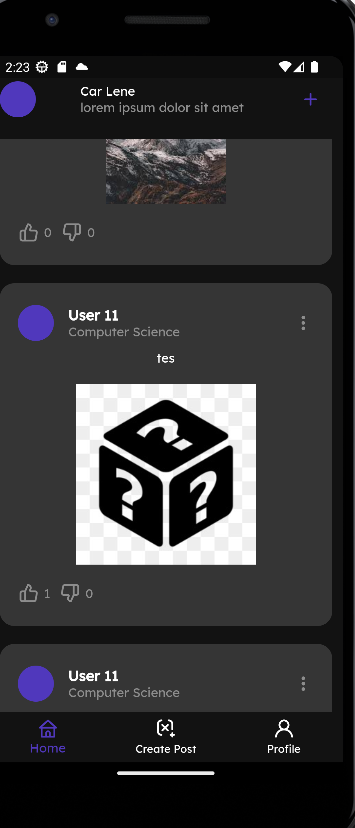 2:23
Car Lene
lorem ipsum dolor sit amet
0 0
User 11
Computer Science
tes
? ? ?
1 0
User 11
Computer Science
Home Create Post Profile